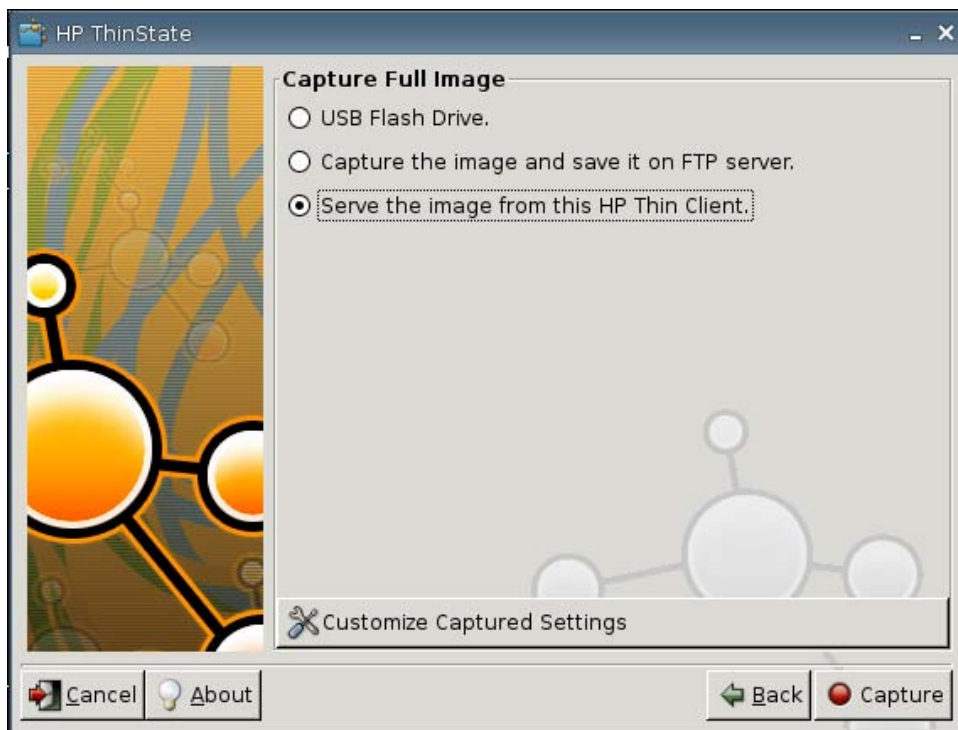 HP ThinState
Capture Full Image
USB Flash Drive.
Capture the image and save it on FTP server.
Serve the image from this HP Thin Client.
Customize Captured Settings
Cancel
About
Back
Capture